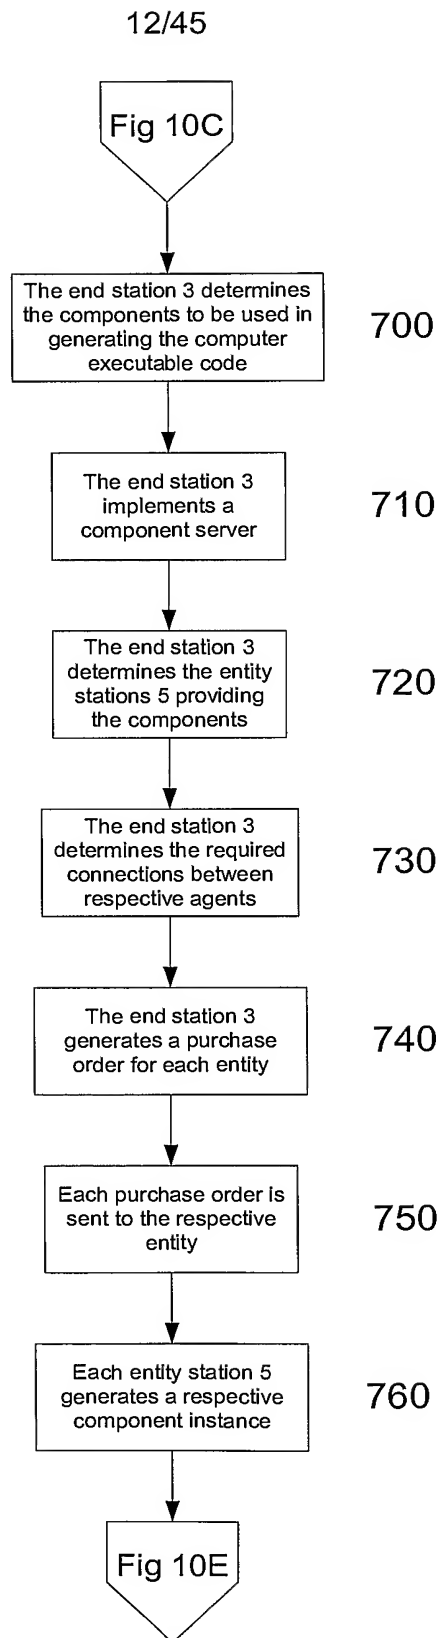 12/45
Fig 10C
The end station 3 determines
the components to be used in
generating the computer
executable code
700
The end station 3
implements a
component server
710
The end station 3
determines the entity
stations 5 providing
the components
720
The end station 3
determines the required
connections between
respective agents
730
The end station 3
generates a purchase
order for each entity
740
Each purchase order is
sent to the respective
entity
750
Each entity station 5
generates a respective
component instance
760
Fig 10E